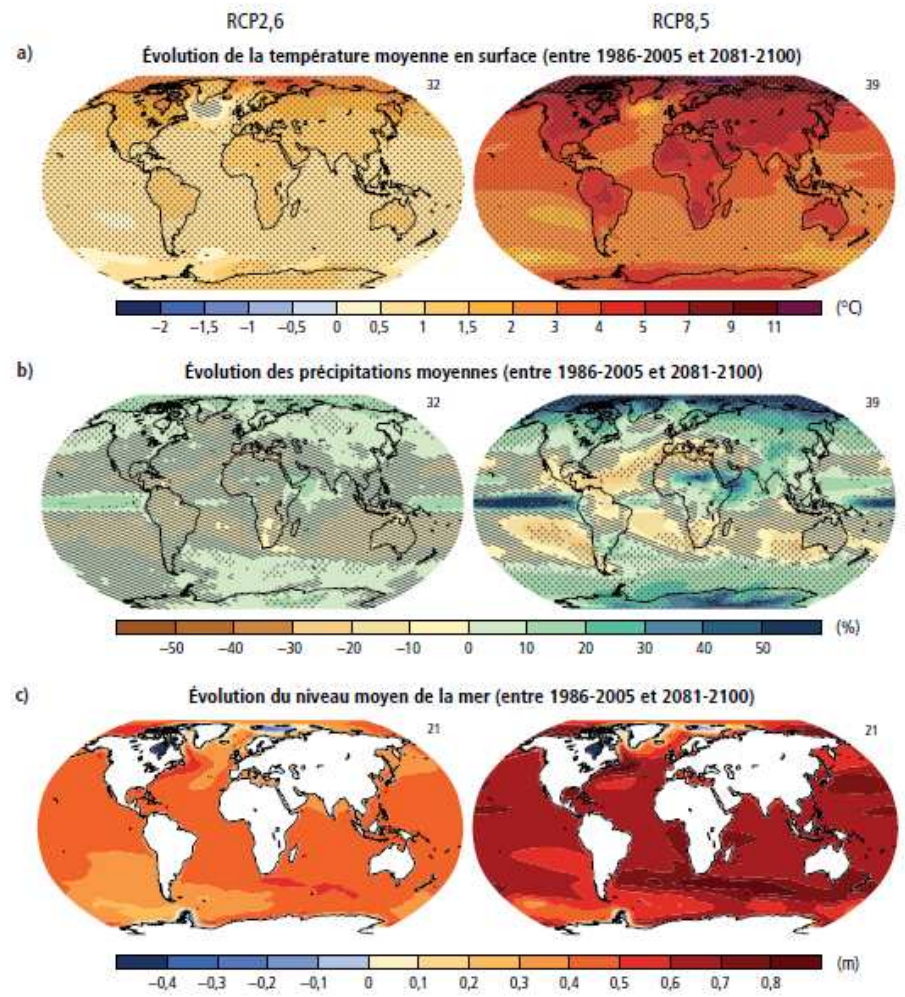 RCP2,6 RCP8,5
a) Évolution de la température moyenne en surface (entre 1986-2005 et 2081-2100)
32 39
−2 −1,5 −1 −0,5 0 0,5 1 1,5 2 3 4 5 7 9 11 (°C)
b) Évolution des précipitations moyennes (entre 1986-2005 et 2081-2100)
32 39
−50 −40 −30 −20 −10 0 10 20 30 40 50 (%)
c) Évolution du niveau moyen de la mer (entre 1986-2005 et 2081-2100)
21 21
−0,4 −0,3 −0,2 −0,1 0 0,1 0,2 0,3 0,4 0,5 0,6 0,7 0,8 (m)